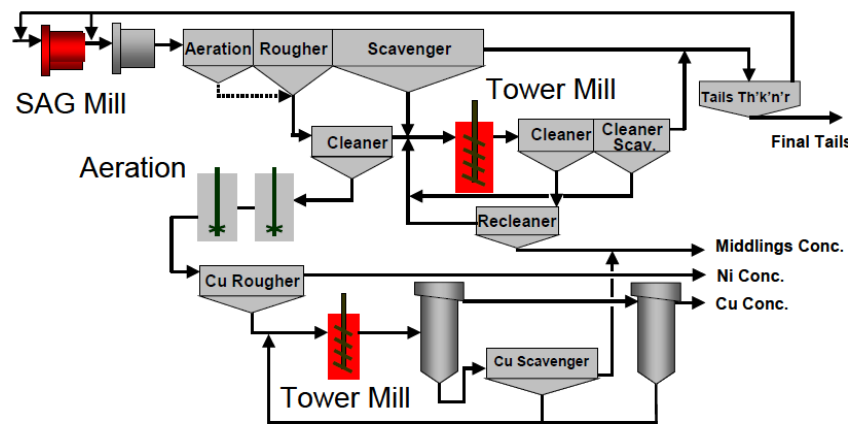 Aeration
Rougher
Scavenger
SAG Mill
Tower Mill
Tails Th'k'n'r
Final Tails
Cleaner
Cleaner
Cleaner
Scav.
Aeration
Recleaner
Middlings Conc.
Cu Rougher
Ni Conc.
Cu Conc.
Cu Scavenger
Tower Mill